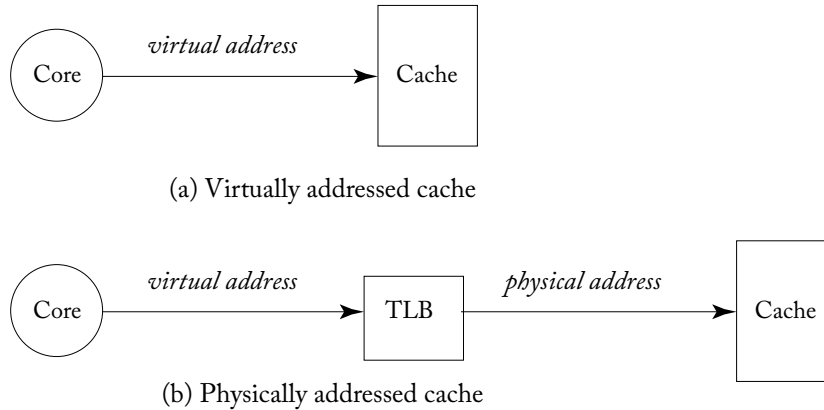 virtual address
Core
Cache
(a) Virtually addressed cache
virtual address
physical address
Core
TLB
Cache
(b) Physically addressed cache